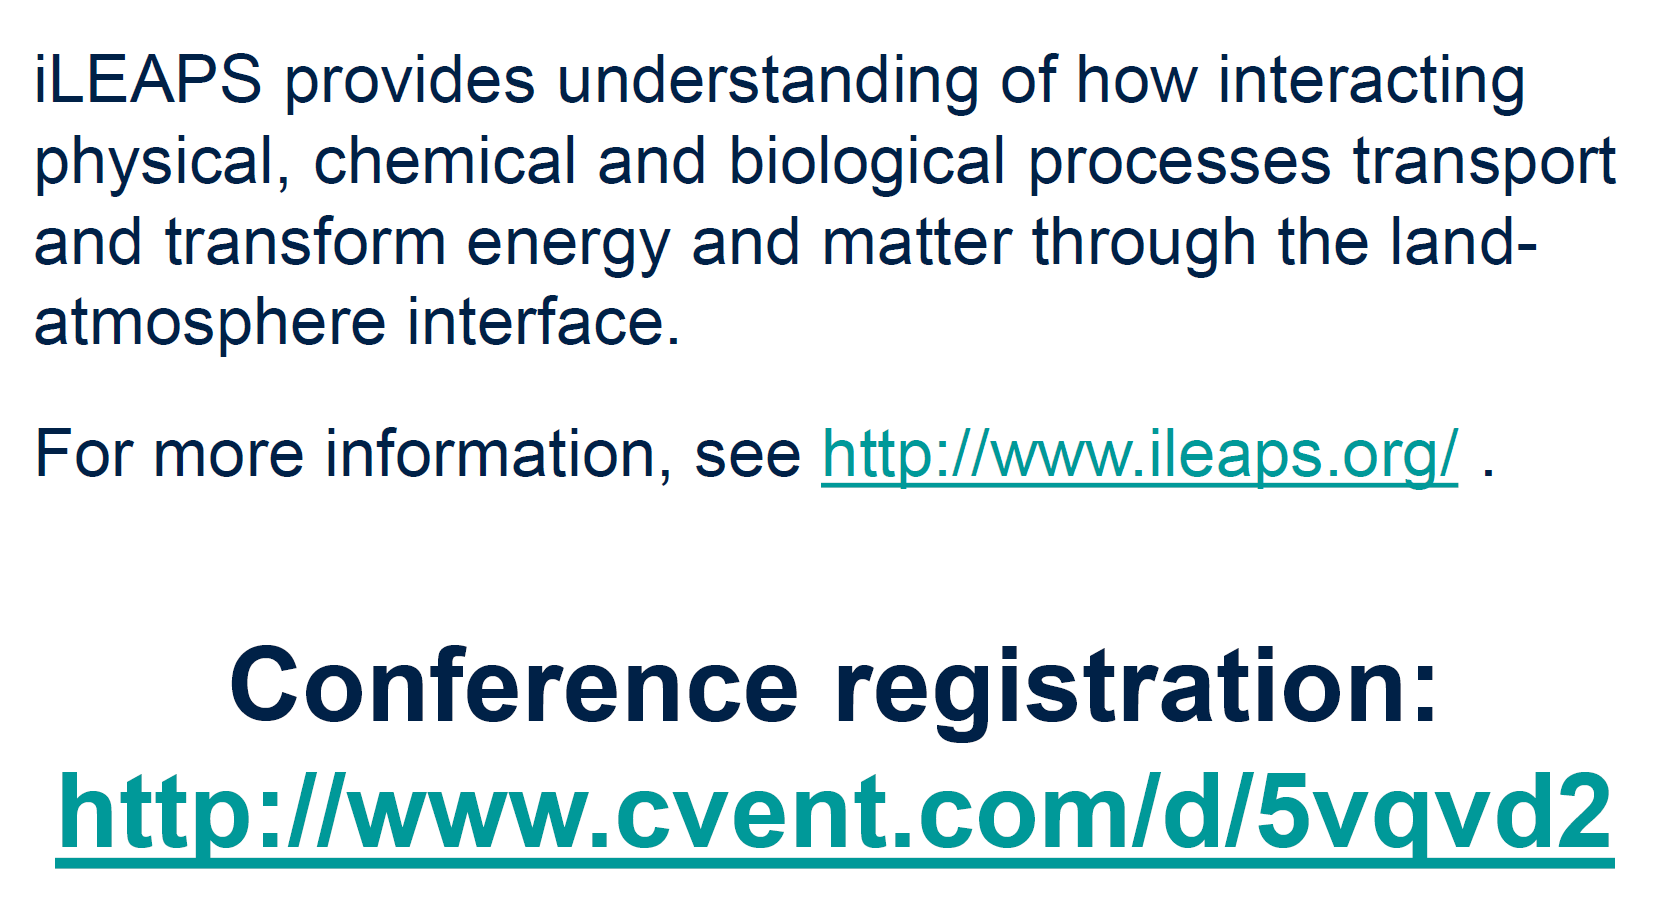 iLEAPS provides understanding of how interacting
physical, chemical and biological processes transport
and transform energy and matter through the land-
atmosphere interface.
For more information, see http://www.ileaps.org/ .
Conference registration:
http://www.cvent.com/d/5vqvd2